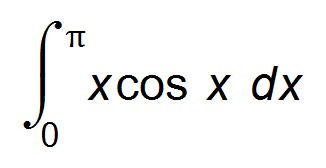 ∫₀^π x cos x dx